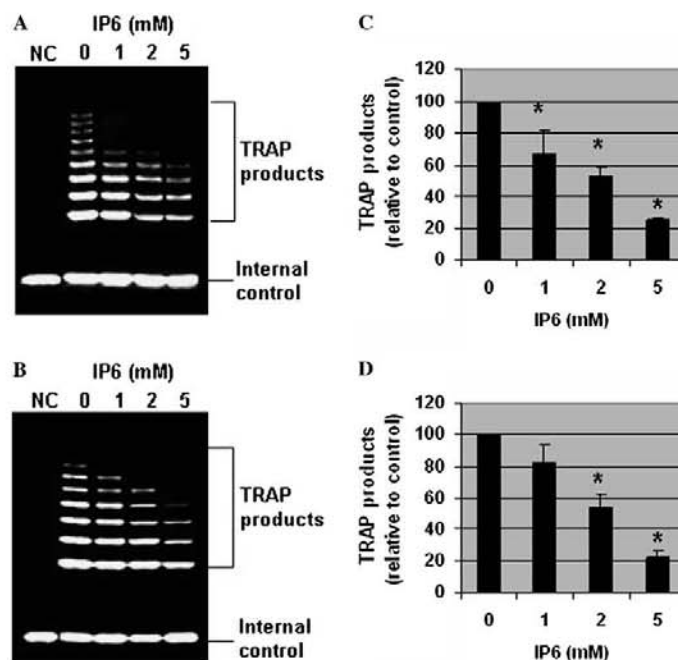 A
IP6 (mM)
NC 0 1 2 5
TRAP
products
Internal
control
B
IP6 (mM)
NC 0 1 2 5
TRAP
products
Internal
control
C
120
100
80
60
40
20
0
TRAP products
(relative to control)
* * *
0 1 2 5
IP6 (mM)
D
120
100
80
60
40
20
0
TRAP products
(relative to control)
* *
0 1 2 5
IP6 (mM)